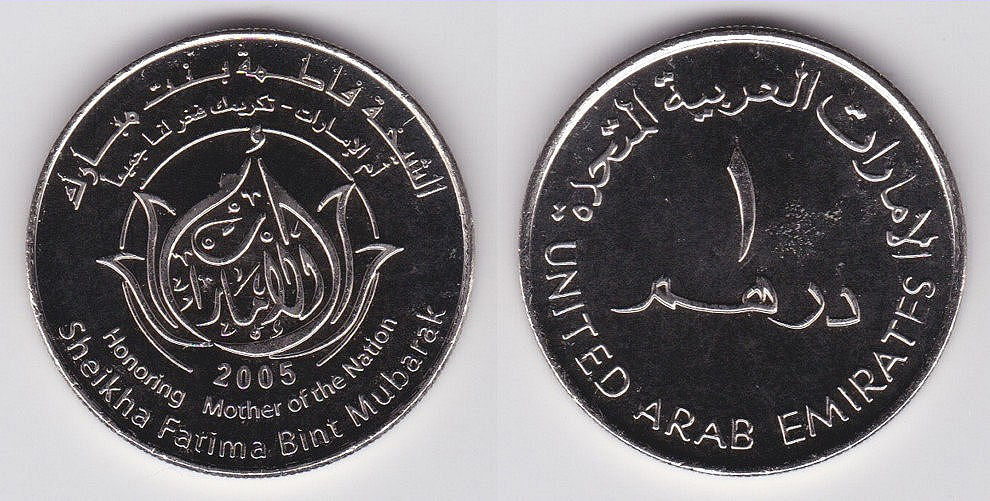 الشيخة فاطمة بنت مبارك
أم الإمارات - تكريمك فخر لنا جميعاً
2005
Honoring Mother of the Nation
Sheikha Fatima Bint Mubarak
الإمارات العربية المتحدة
١
درهم
UNITED ARAB EMIRATES